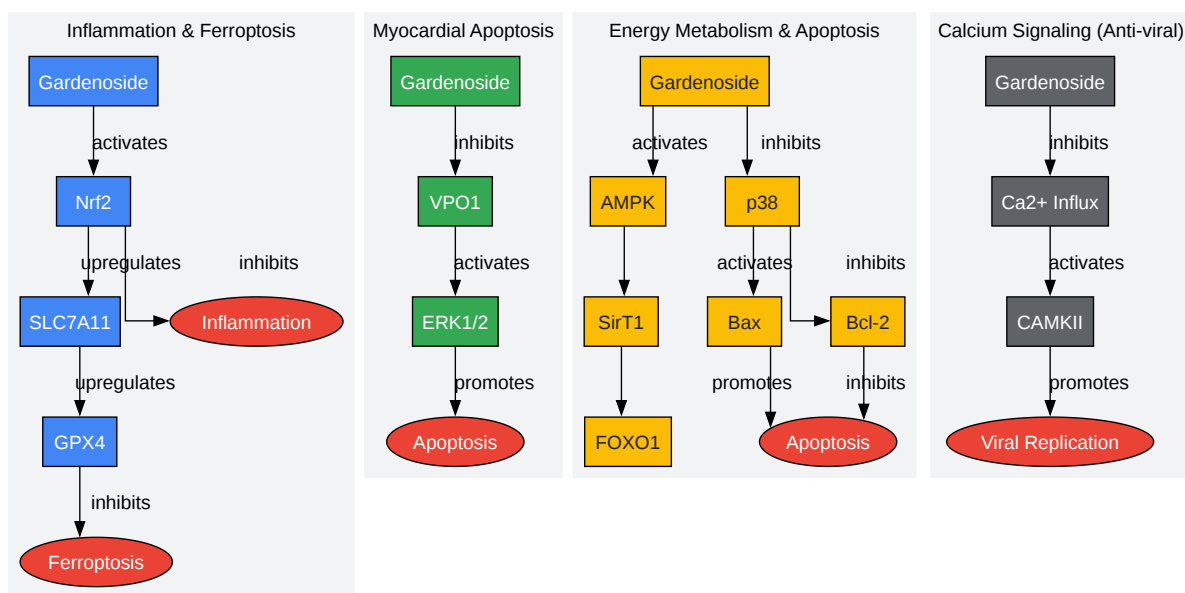 Inflammation & Ferroptosis
Gardenoside
activates
Nrf2
upregulates
inhibits
SLC7A11
Inflammation
upregulates
GPX4
inhibits
Ferroptosis
Myocardial Apoptosis
Gardenoside
inhibits
VPO1
activates
ERK1/2
promotes
Apoptosis
Energy Metabolism & Apoptosis
Gardenoside
activates
inhibits
AMPK
p38
activates
inhibits
SirT1
Bax
Bcl-2
promotes
inhibits
FOXO1
Apoptosis
Calcium Signaling (Anti-viral)
Gardenoside
inhibits
Ca2+ Influx
activates
CAMKII
promotes
Viral Replication